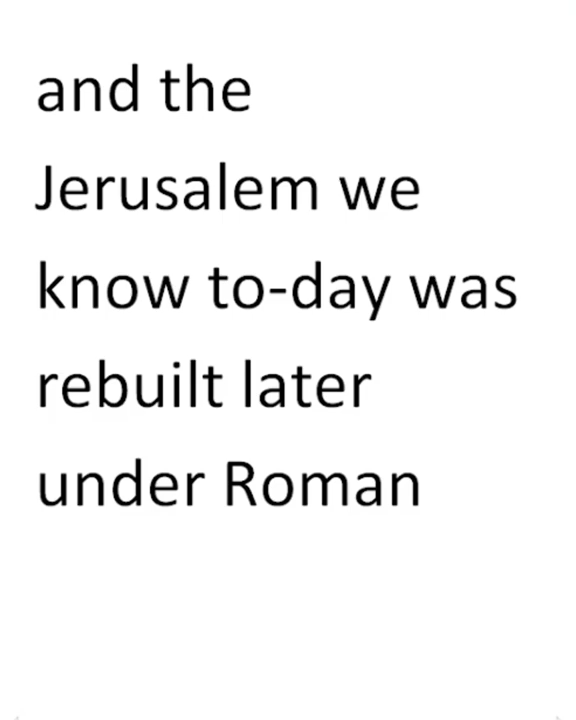 and the
Jerusalem we
know to-day was
rebuilt later
under Roman